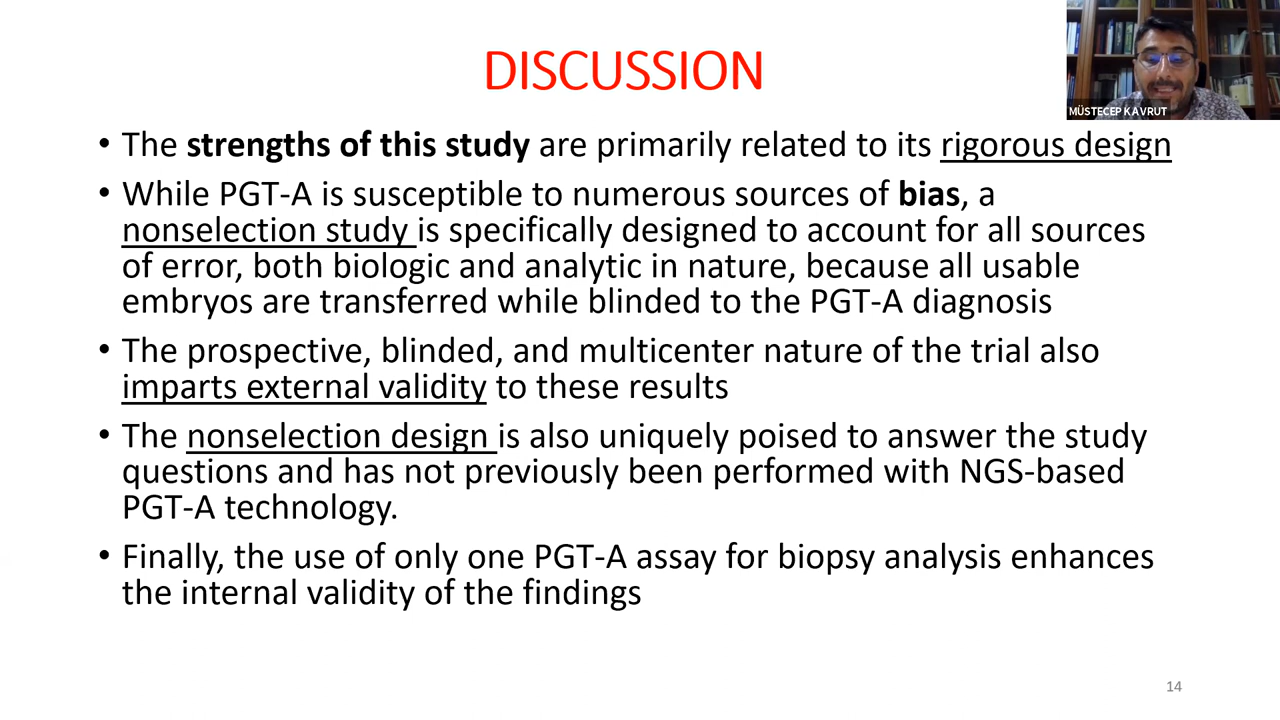 DISCUSSION
MÜSTECEP KAVRUT
• The strengths of this study are primarily related to its rigorous design
• While PGT-A is susceptible to numerous sources of bias, a
nonselection study is specifically designed to account for all sources
of error, both biologic and analytic in nature, because all usable
embryos are transferred while blinded to the PGT-A diagnosis
• The prospective, blinded, and multicenter nature of the trial also
imparts external validity to these results
• The nonselection design is also uniquely poised to answer the study
questions and has not previously been performed with NGS-based
PGT-A technology.
• Finally, the use of only one PGT-A assay for biopsy analysis enhances
the internal validity of the findings
14